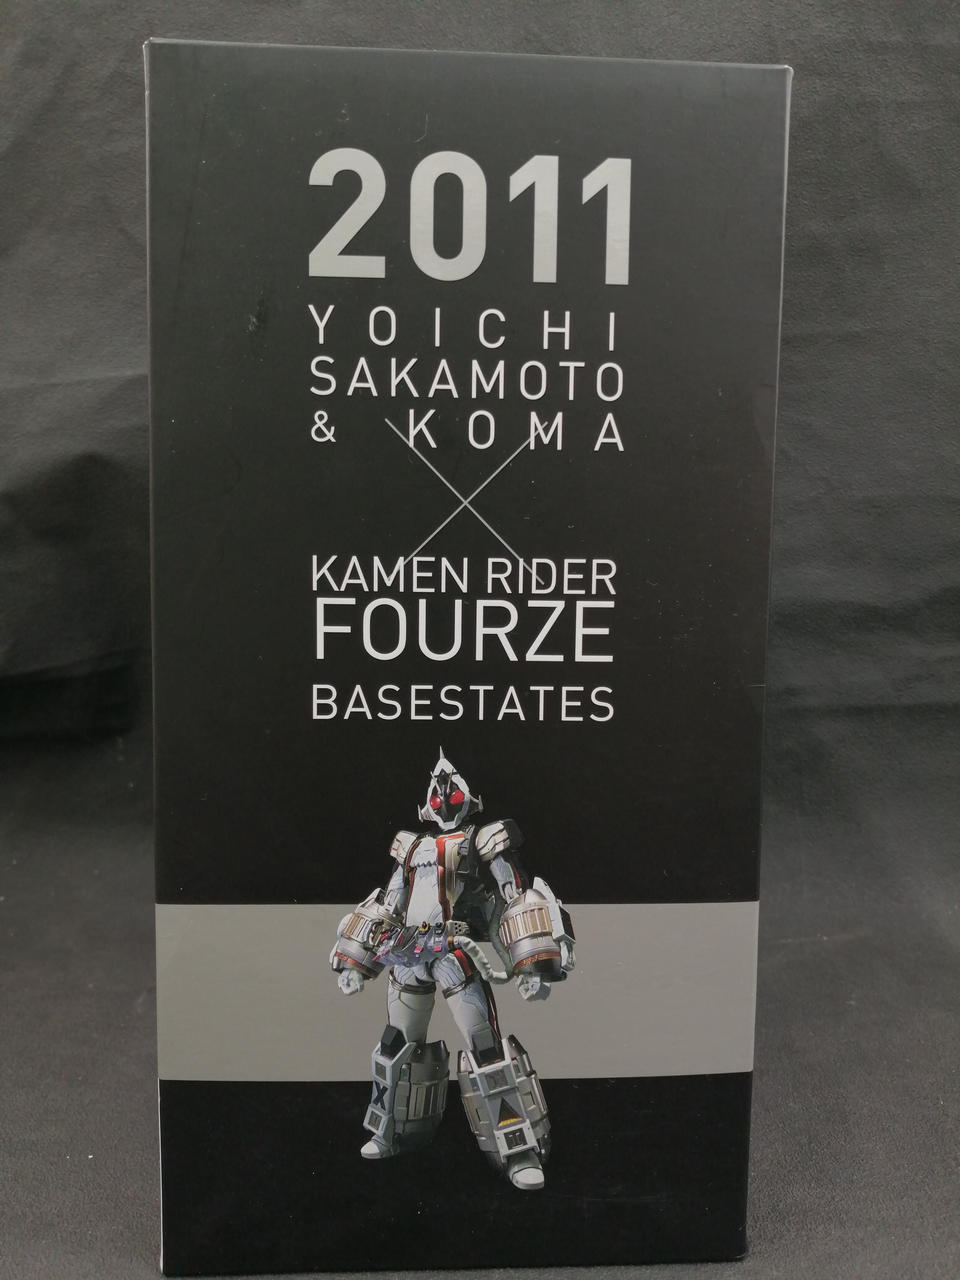 2011
YOICHI
SAKAMOTO
& KOMA
KAMEN RIDER
FOURZE
BASESTATES